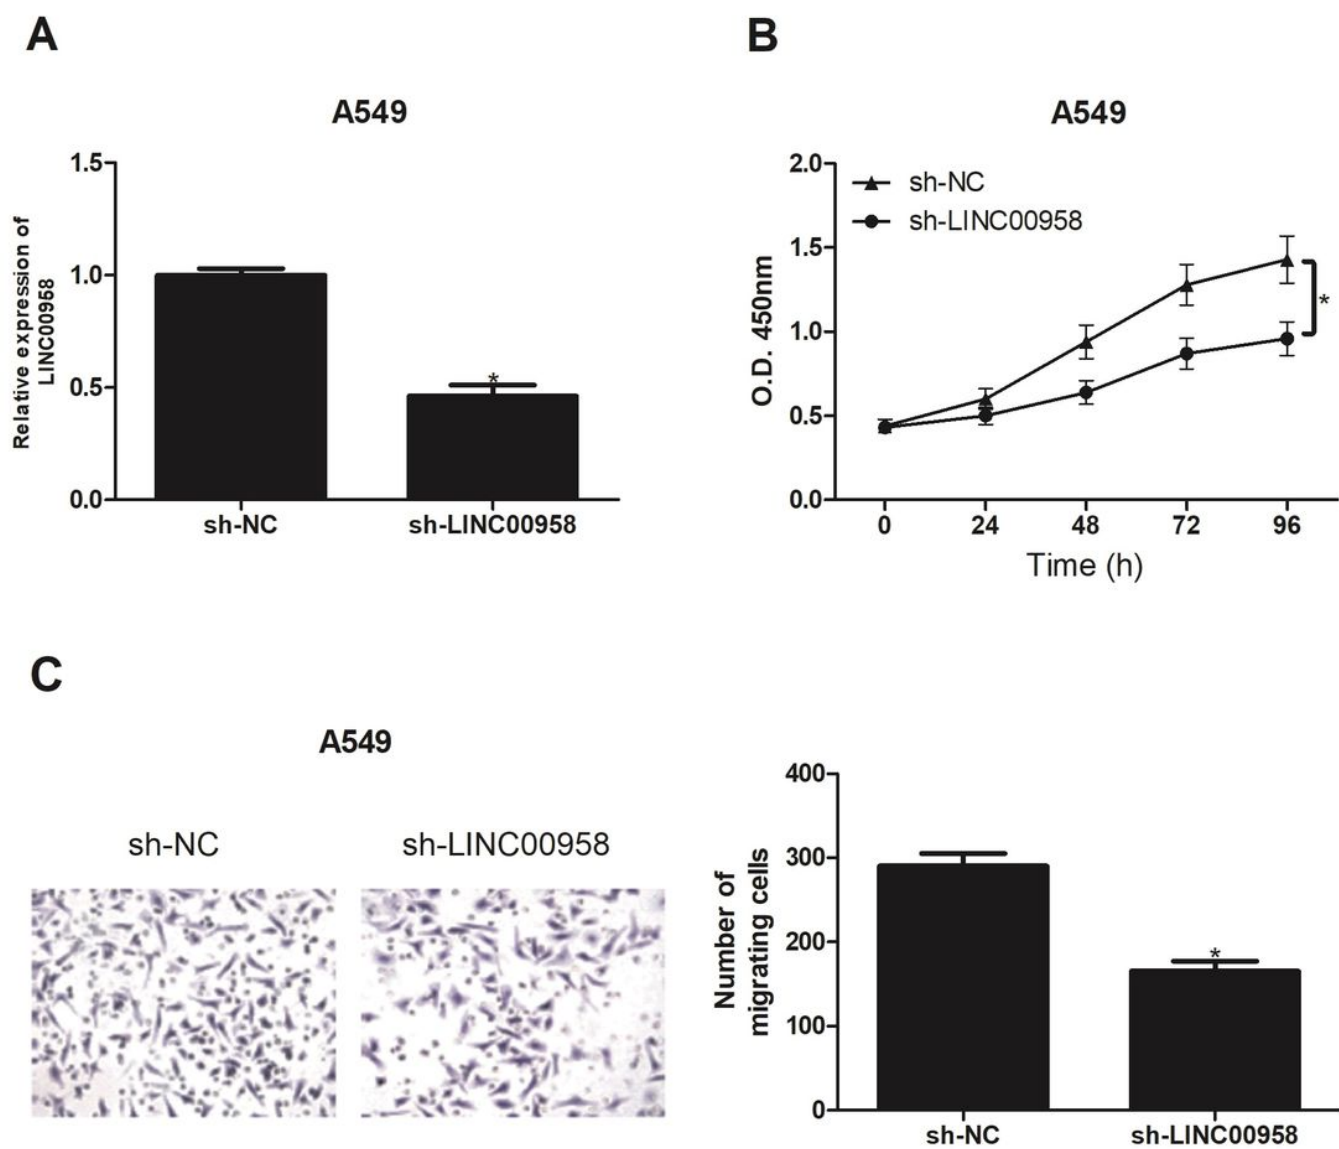 A
A549
Relative expression of
LINC00958
1.5
1.0
0.5
0.0
*
sh-NC
sh-LINC00958
B
A549
O.D. 450nm
2.0
1.5
1.0
0.5
0.0
sh-NC
sh-LINC00958
*
0
24
48
72
96
Time (h)
C
A549
sh-NC
sh-LINC00958
Number of
migrating cells
400
300
200
100
0
*
sh-NC
sh-LINC00958